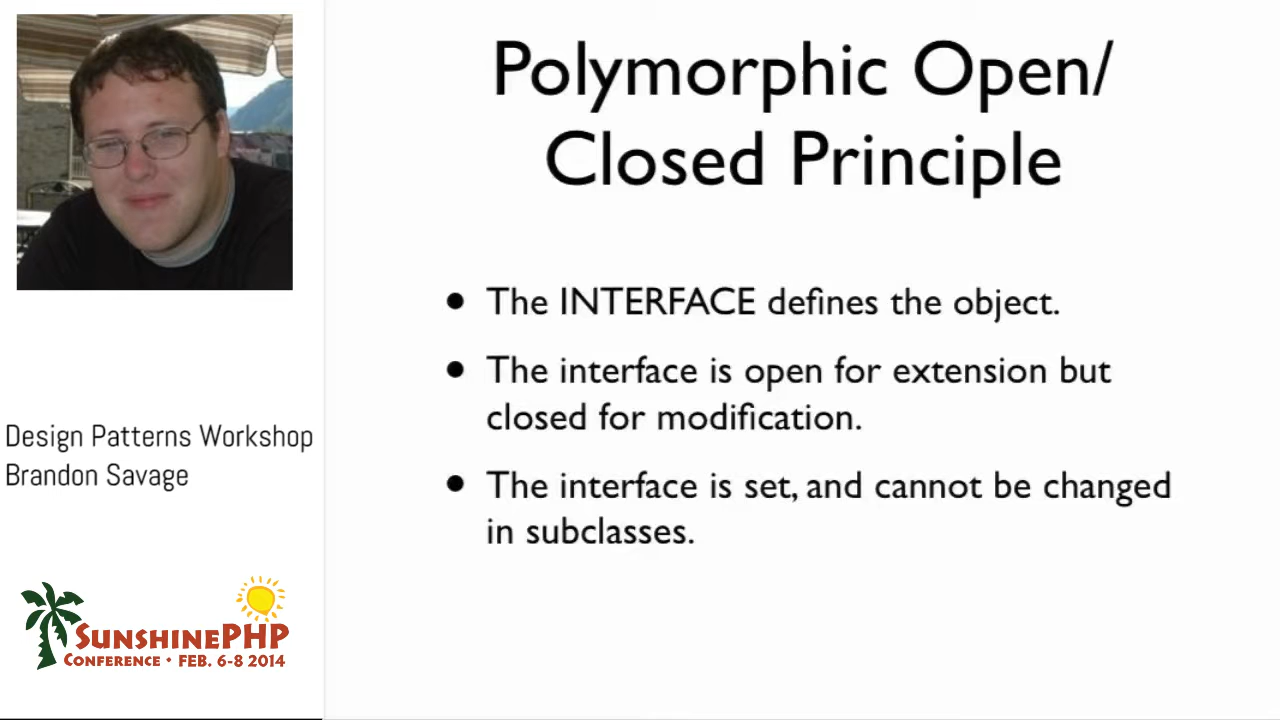 Polymorphic Open/
Closed Principle
• The INTERFACE defines the object.
• The interface is open for extension but
closed for modification.
• The interface is set, and cannot be changed
in subclasses.
Design Patterns Workshop
Brandon Savage
SUNSHINEPHP
CONFERENCE • FEB. 6-8 2014